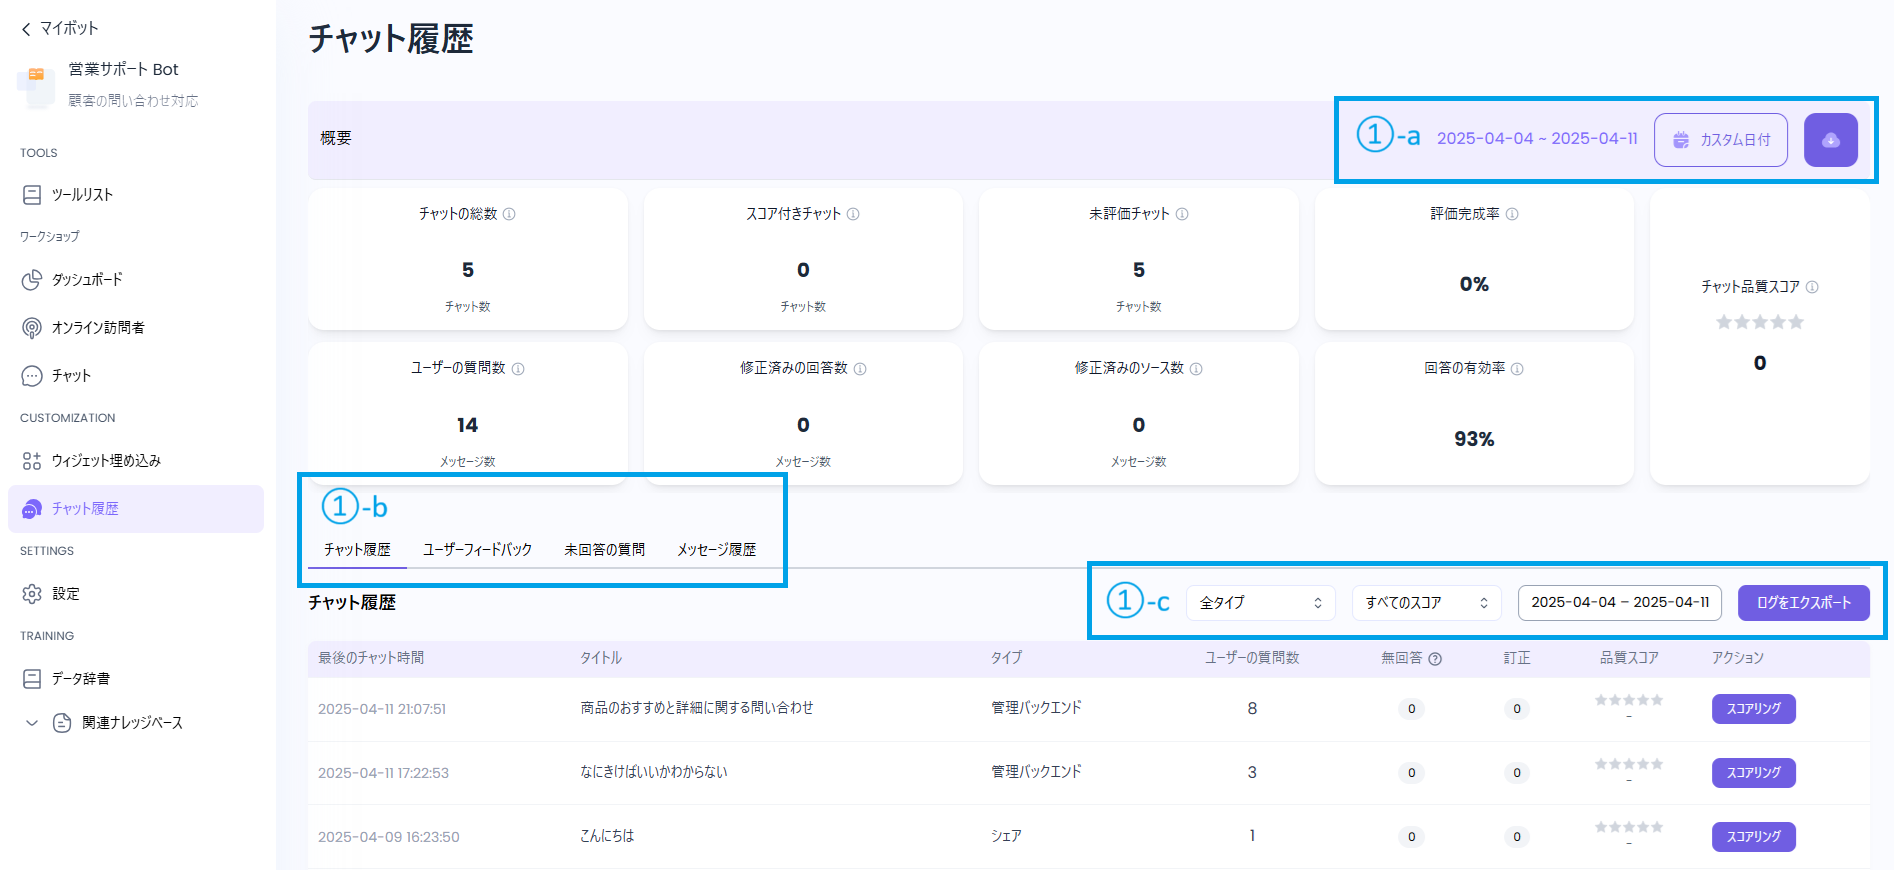 マイボット
営業サポート Bot
顧客の問い合わせ対応
TOOLS
ツールリスト
ワークショップ
ダッシュボード
オンライン訪問者
チャット
CUSTOMIZATION
ウィジェット埋め込み
チャット履歴
SETTINGS
設定
TRAINING
データ辞書
関連ナレッジベース
チャット履歴
概要
①-a 2025-04-04 ~ 2025-04-11 カスタム日付
チャットの総数
5
チャット数
スコア付きチャット
0
チャット数
未評価チャット
5
チャット数
評価完成率
0%
チャット品質スコア
0
ユーザーの質問数
14
メッセージ数
修正済みの回答数
0
メッセージ数
修正済みのソース数
0
メッセージ数
回答の有効率
93%
①-b
チャット履歴 ユーザーフィードバック 未回答の質問 メッセージ履歴
チャット履歴
①-c 全タイプ すべてのスコア 2025-04-04 – 2025-04-11 ログをエクスポート
最後のチャット時間 タイトル タイプ ユーザーの質問数 無回答 訂正 品質スコア アクション
2025-04-11 21:07:51 商品のおすすめと詳細に関する問い合わせ 管理バックエンド 8 0 0 - スコアリング
2025-04-11 17:22:53 なにきけばいいかわからない 管理バックエンド 3 0 0 - スコアリング
2025-04-09 16:23:50 こんにちは シェア 1 0 0 - スコアリング